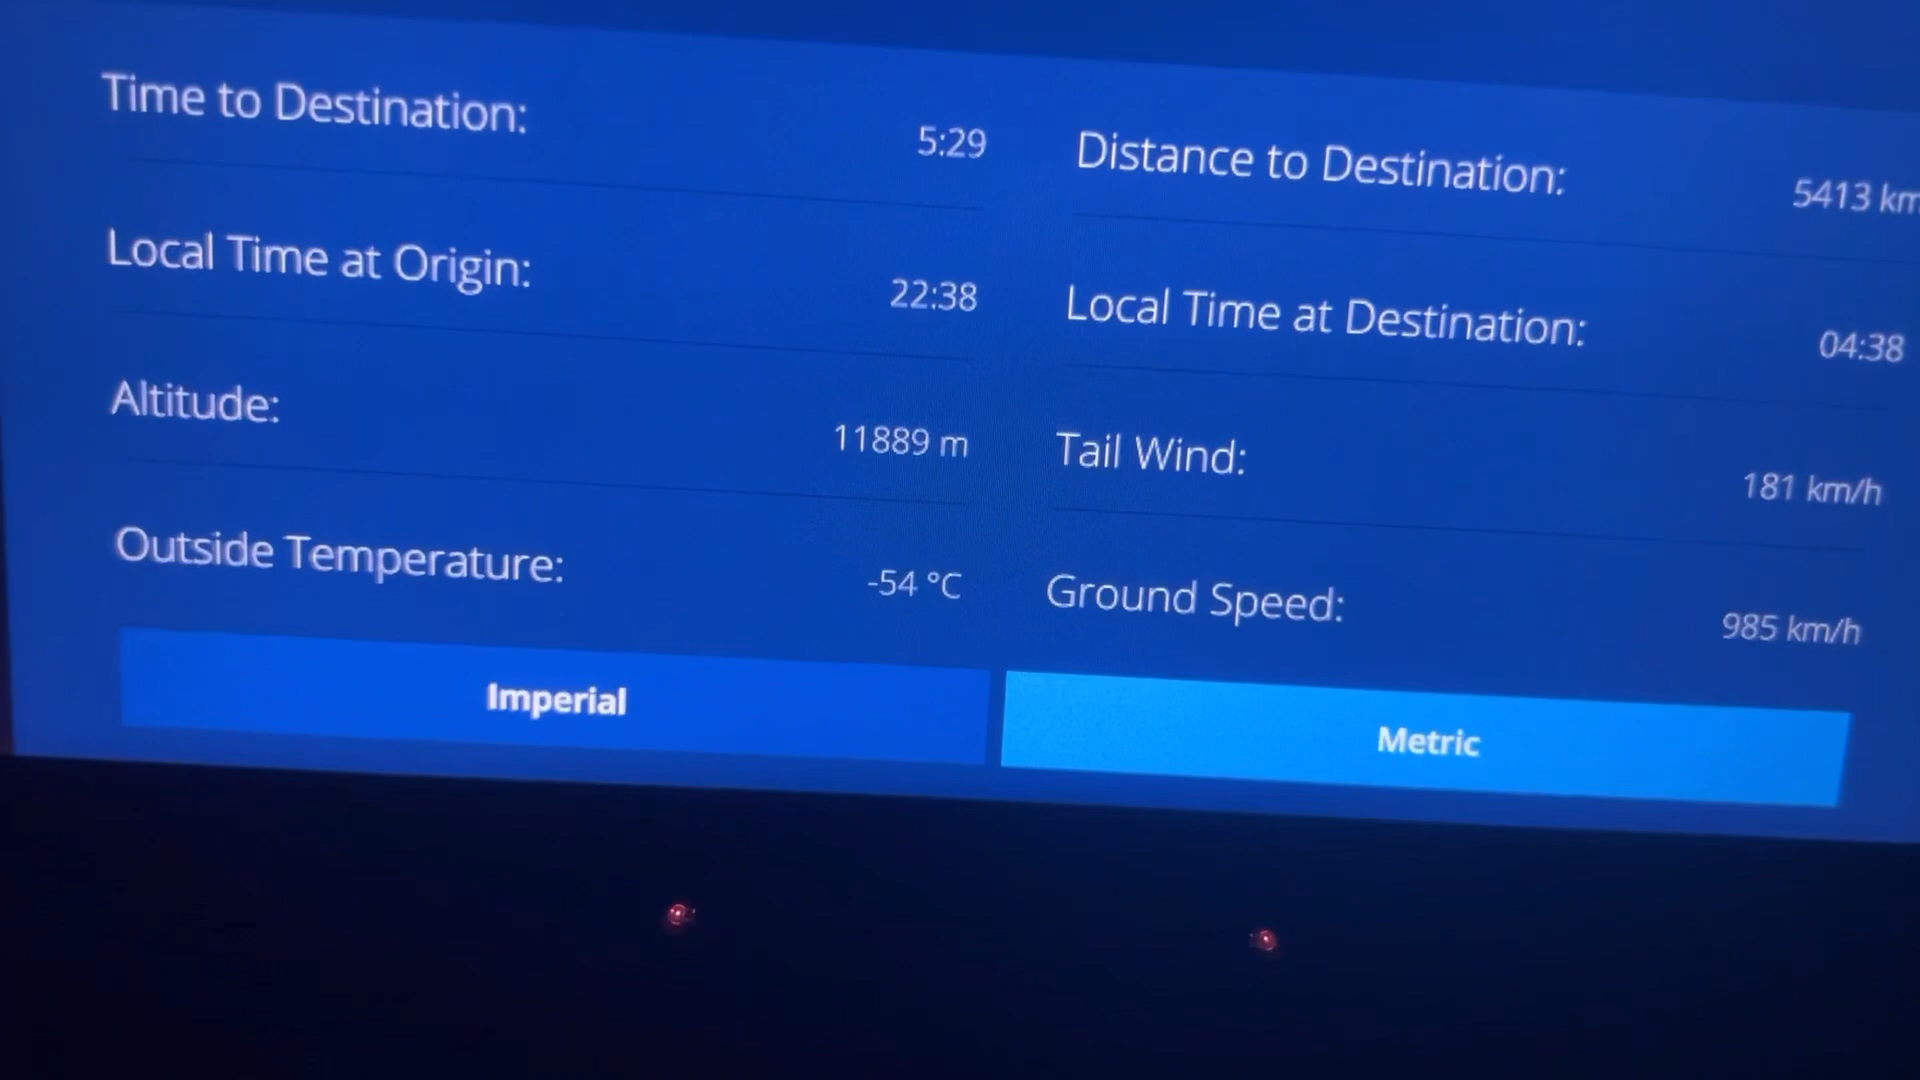 Time to Destination: 5:29
Distance to Destination: 5413 km
Local Time at Origin: 22:38
Local Time at Destination: 04:38
Altitude: 11889 m
Tail Wind: 181 km/h
Outside Temperature: -54 °C
Ground Speed: 985 km/h
Imperial
Metric